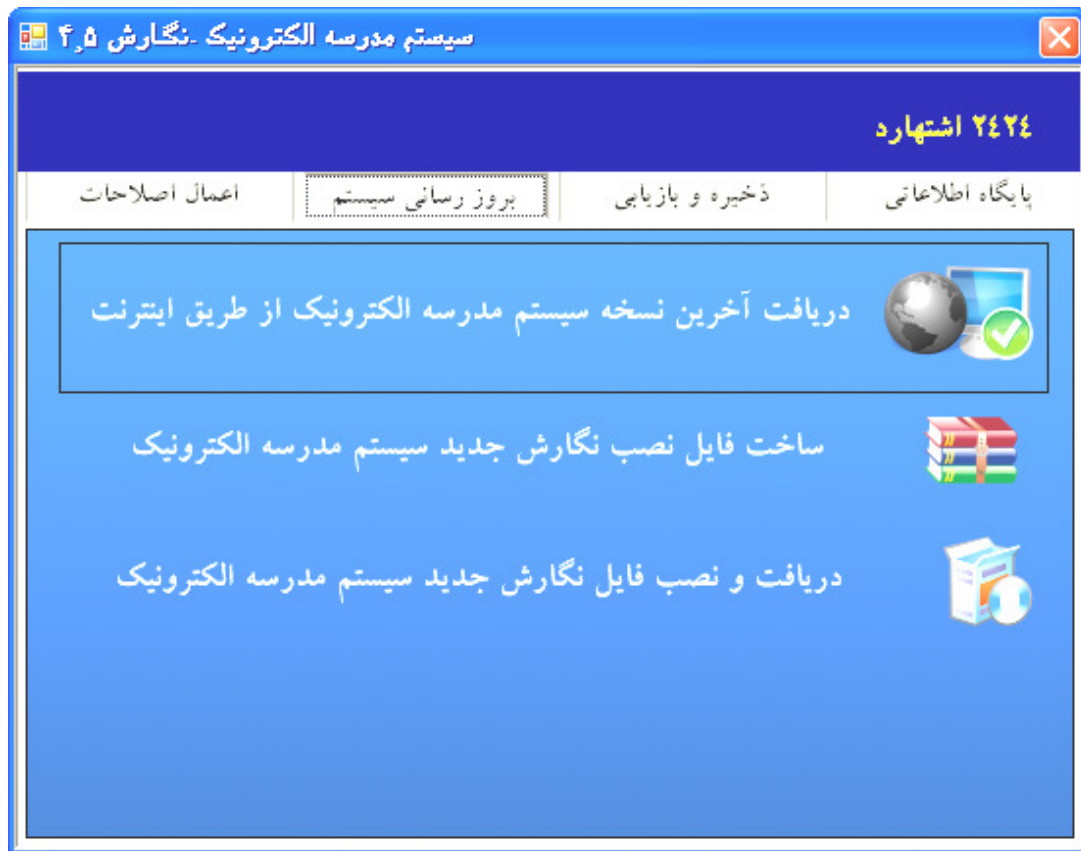 سیستم مدرسه الکترونیک -نگارش ۴٫۵
۲٤۲٤ اشتهارد
پایگاه اطلاعاتی
ذخیره و بازیابی
بروز رسانی سیستم
اعمال اصلاحات
دریافت آخرین نسخه سیستم مدرسه الکترونیک از طریق اینترنت
ساخت فایل نصب نگارش جدید سیستم مدرسه الکترونیک
دریافت و نصب فایل نگارش جدید سیستم مدرسه الکترونیک